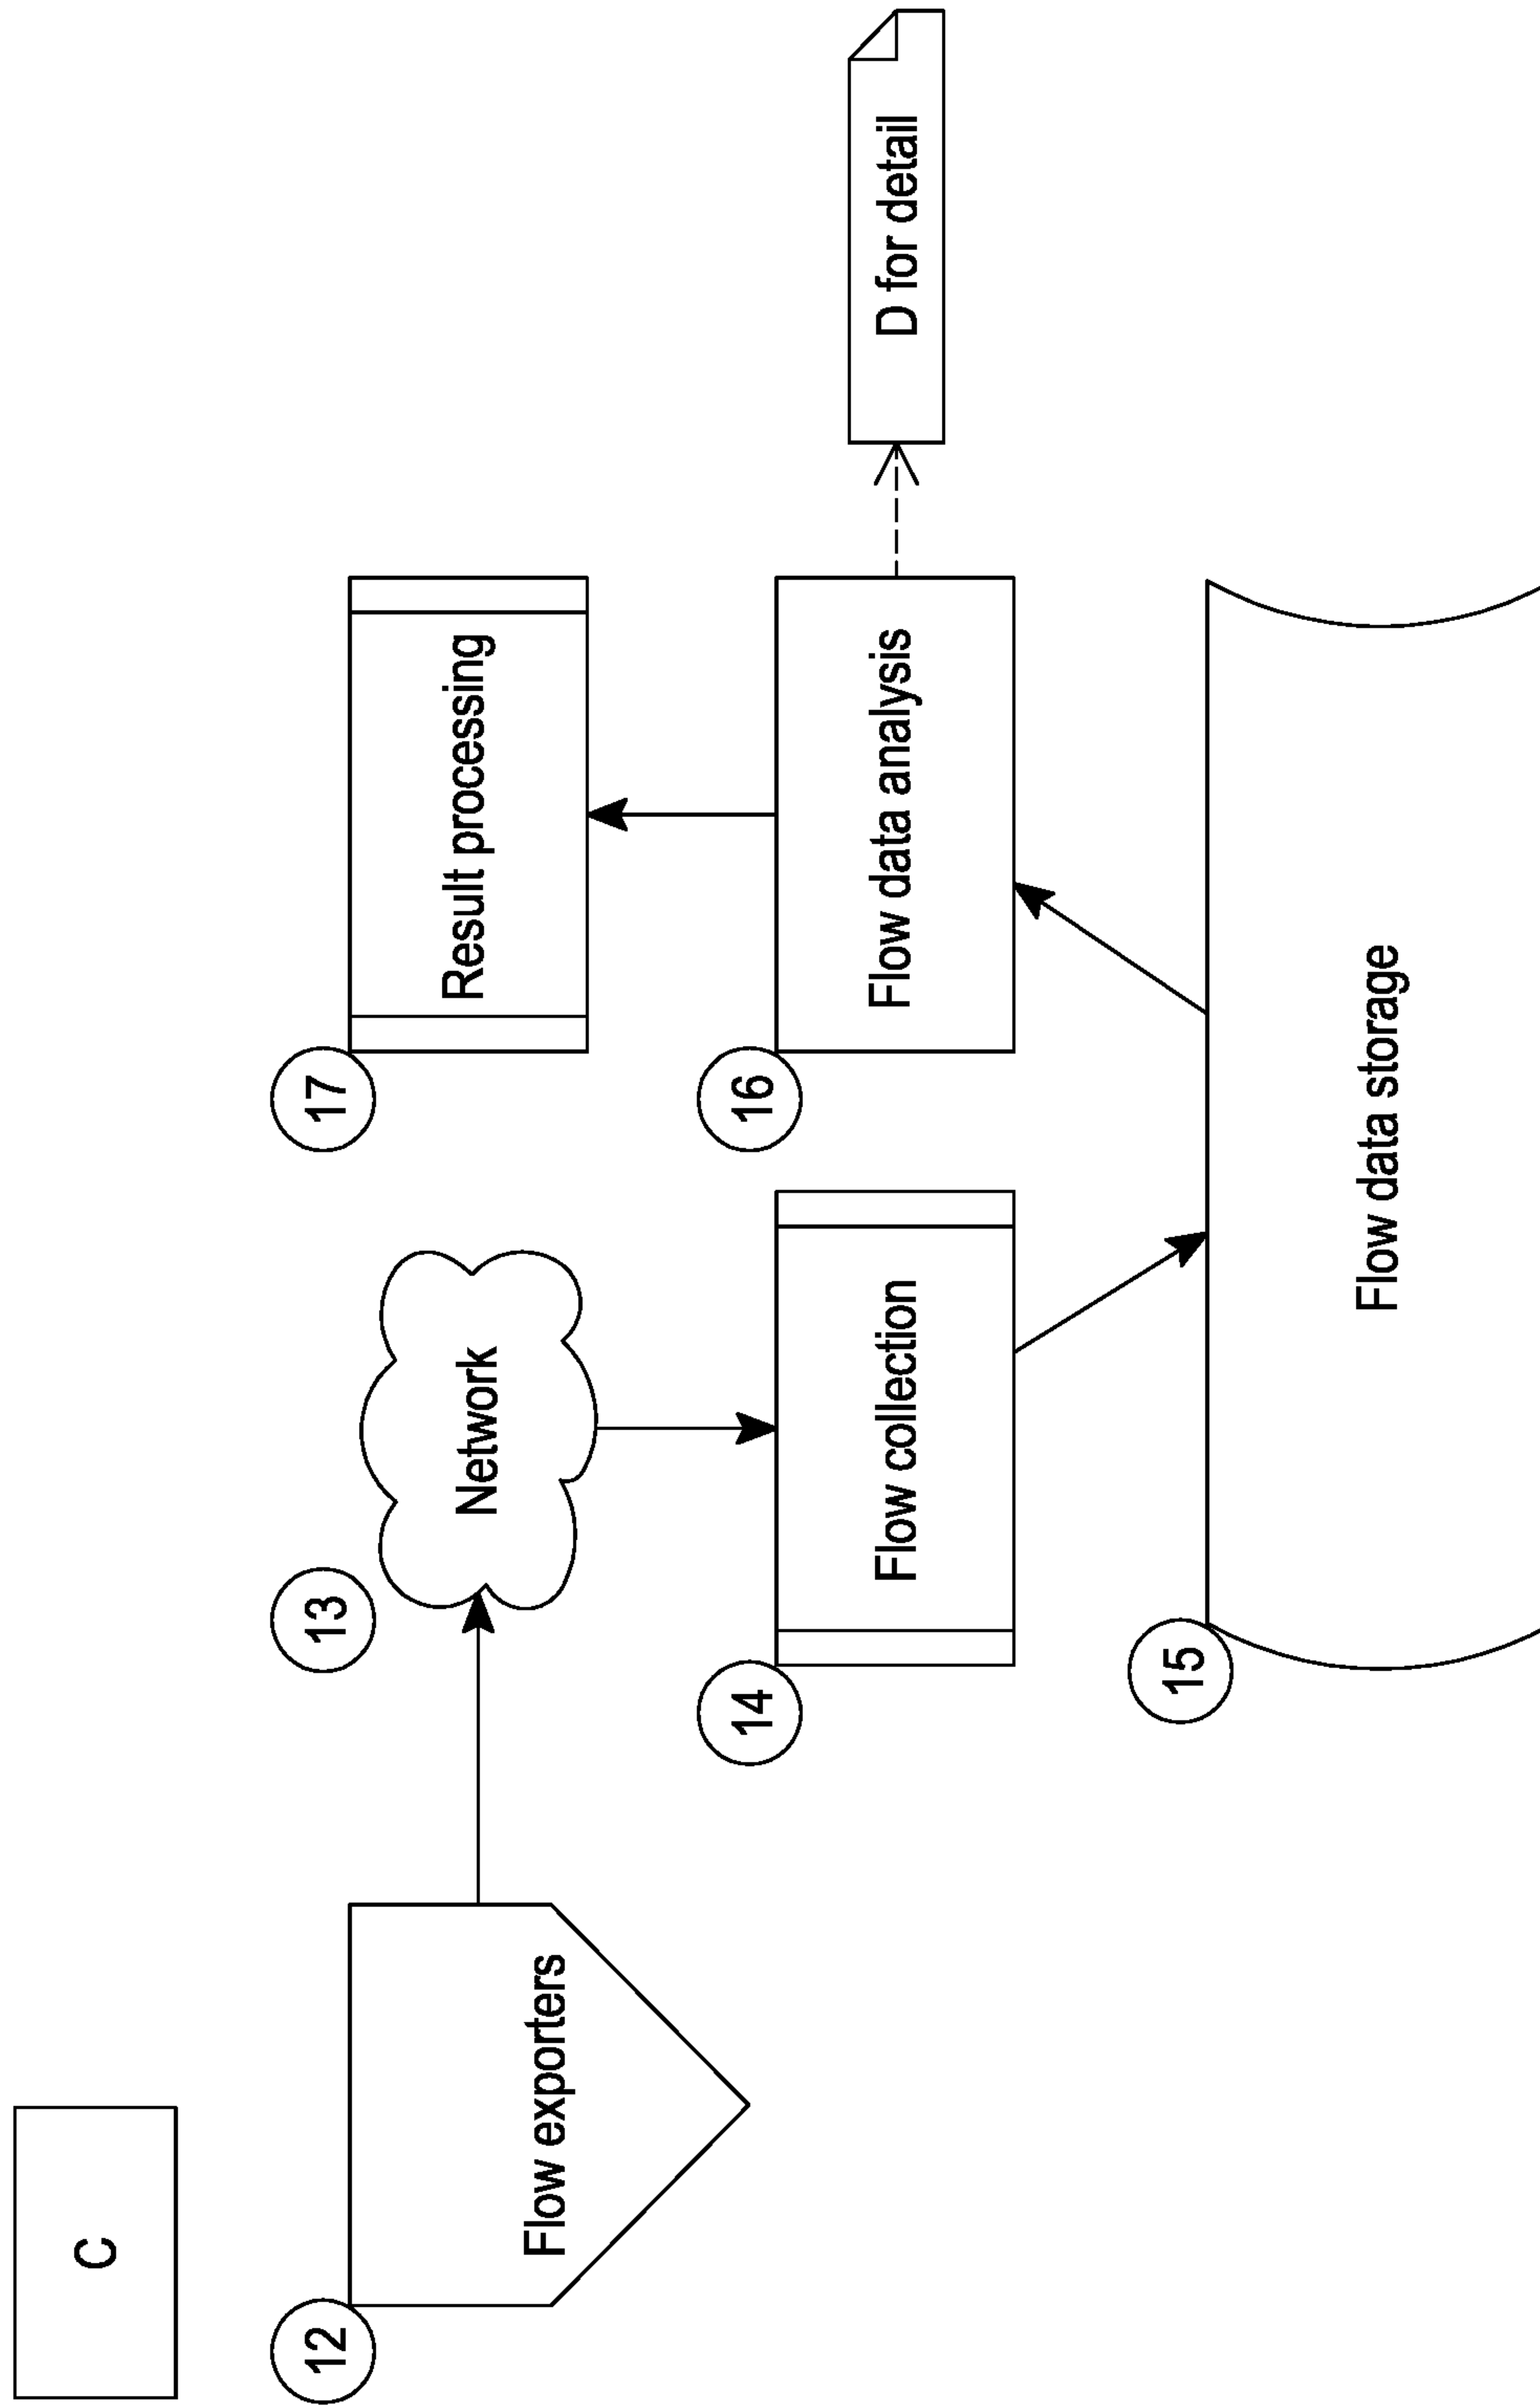 C
12
Flow exporters
13
Network
17
Result processing
14
Flow collection
16
Flow data analysis
D for detail
15
Flow data storage